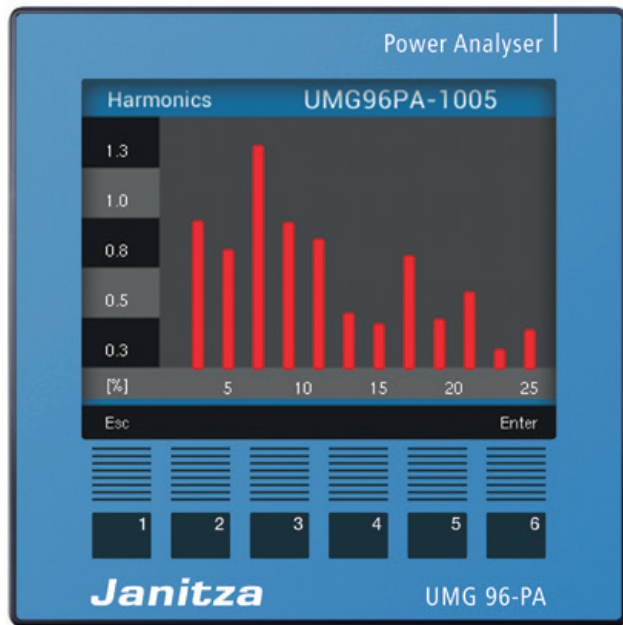 Power Analyser
Harmonics UMG96PA-1005
1.3
1.0
0.8
0.5
0.3
[%] 5 10 15 20 25
Esc Enter
1 2 3 4 5 6
Janitza UMG 96-PA